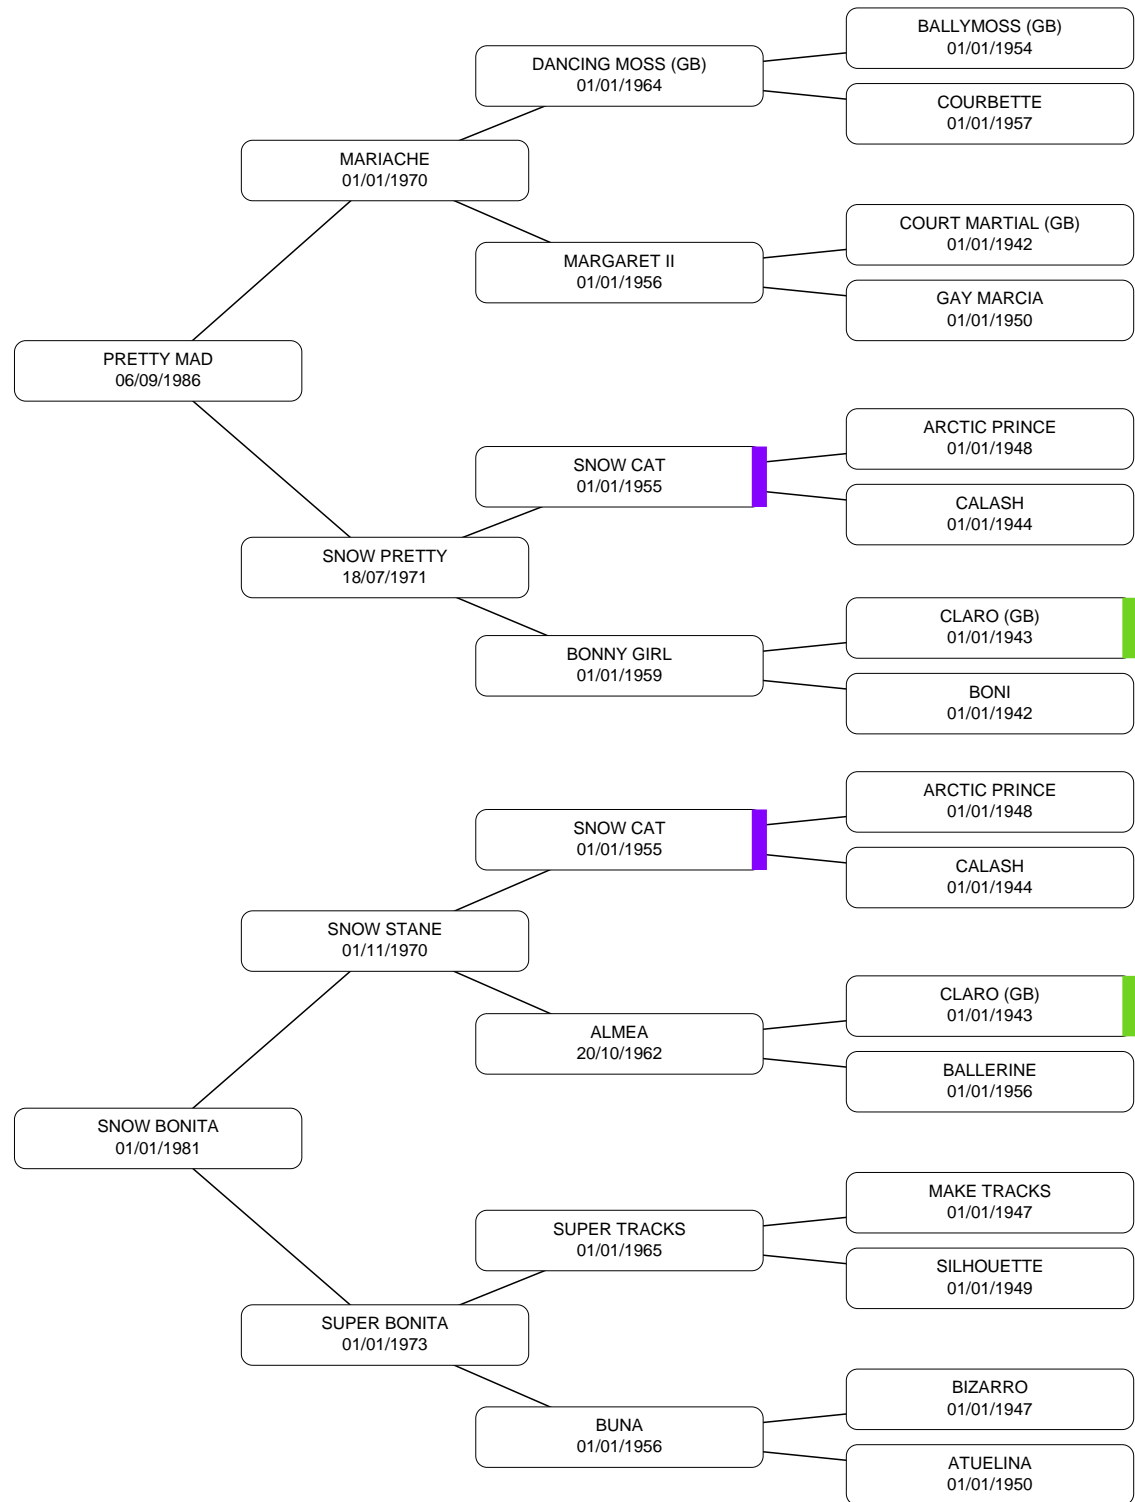 BALLYMOSS (GB)
01/01/1954
DANCING MOSS (GB)
01/01/1964
COURBETTE
01/01/1957
MARIACHE
01/01/1970
COURT MARTIAL (GB)
01/01/1942
MARGARET II
01/01/1956
GAY MARCIA
01/01/1950
PRETTY MAD
06/09/1986
ARCTIC PRINCE
01/01/1948
SNOW CAT
01/01/1955
CALASH
01/01/1944
SNOW PRETTY
18/07/1971
CLARO (GB)
01/01/1943
BONNY GIRL
01/01/1959
BONI
01/01/1942
ARCTIC PRINCE
01/01/1948
SNOW CAT
01/01/1955
CALASH
01/01/1944
SNOW STANE
01/11/1970
CLARO (GB)
01/01/1943
ALMEA
20/10/1962
BALLERINE
01/01/1956
SNOW BONITA
01/01/1981
MAKE TRACKS
01/01/1947
SUPER TRACKS
01/01/1965
SILHOUETTE
01/01/1949
SUPER BONITA
01/01/1973
BIZARRO
01/01/1947
BUNA
01/01/1956
ATUELINA
01/01/1950